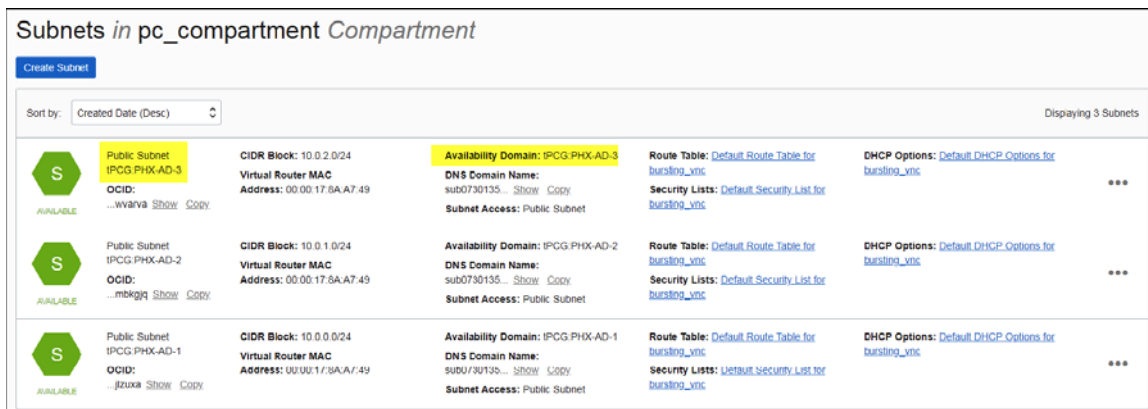 Subnets in pc_compartment Compartment
Create Subnet
Sort by: Created Date (Desc) Displaying 3 Subnets
S
AVAILABLE
Public Subnet
tPCG:PHX-AD-3
OCID:
...wvarva Show Copy
CIDR Block: 10.0.2.0/24
Virtual Router MAC
Address: 00:00:17:8A:A7:49
Availability Domain: tPCG:PHX-AD-3
DNS Domain Name:
sub0730135... Show Copy
Subnet Access: Public Subnet
Route Table: Default Route Table for
bursting_vnc
Security Lists: Default Security List for
bursting_vnc
DHCP Options: Default DHCP Options for
bursting_vnc
S
AVAILABLE
Public Subnet
tPCG:PHX-AD-2
OCID:
...mbkgjq Show Copy
CIDR Block: 10.0.1.0/24
Virtual Router MAC
Address: 00:00:17:8A:A7:49
Availability Domain: tPCG:PHX-AD-2
DNS Domain Name:
sub0730135... Show Copy
Subnet Access: Public Subnet
Route Table: Default Route Table for
bursting_vnc
Security Lists: Default Security List for
bursting_vnc
DHCP Options: Default DHCP Options for
bursting_vnc
S
AVAILABLE
Public Subnet
tPCG:PHX-AD-1
OCID:
...jlzuxa Show Copy
CIDR Block: 10.0.0.0/24
Virtual Router MAC
Address: 00:00:17:8A:A7:49
Availability Domain: tPCG:PHX-AD-1
DNS Domain Name:
sub0730135... Show Copy
Subnet Access: Public Subnet
Route Table: Default Route Table for
bursting_vnc
Security Lists: Default Security List for
bursting_vnc
DHCP Options: Default DHCP Options for
bursting_vnc